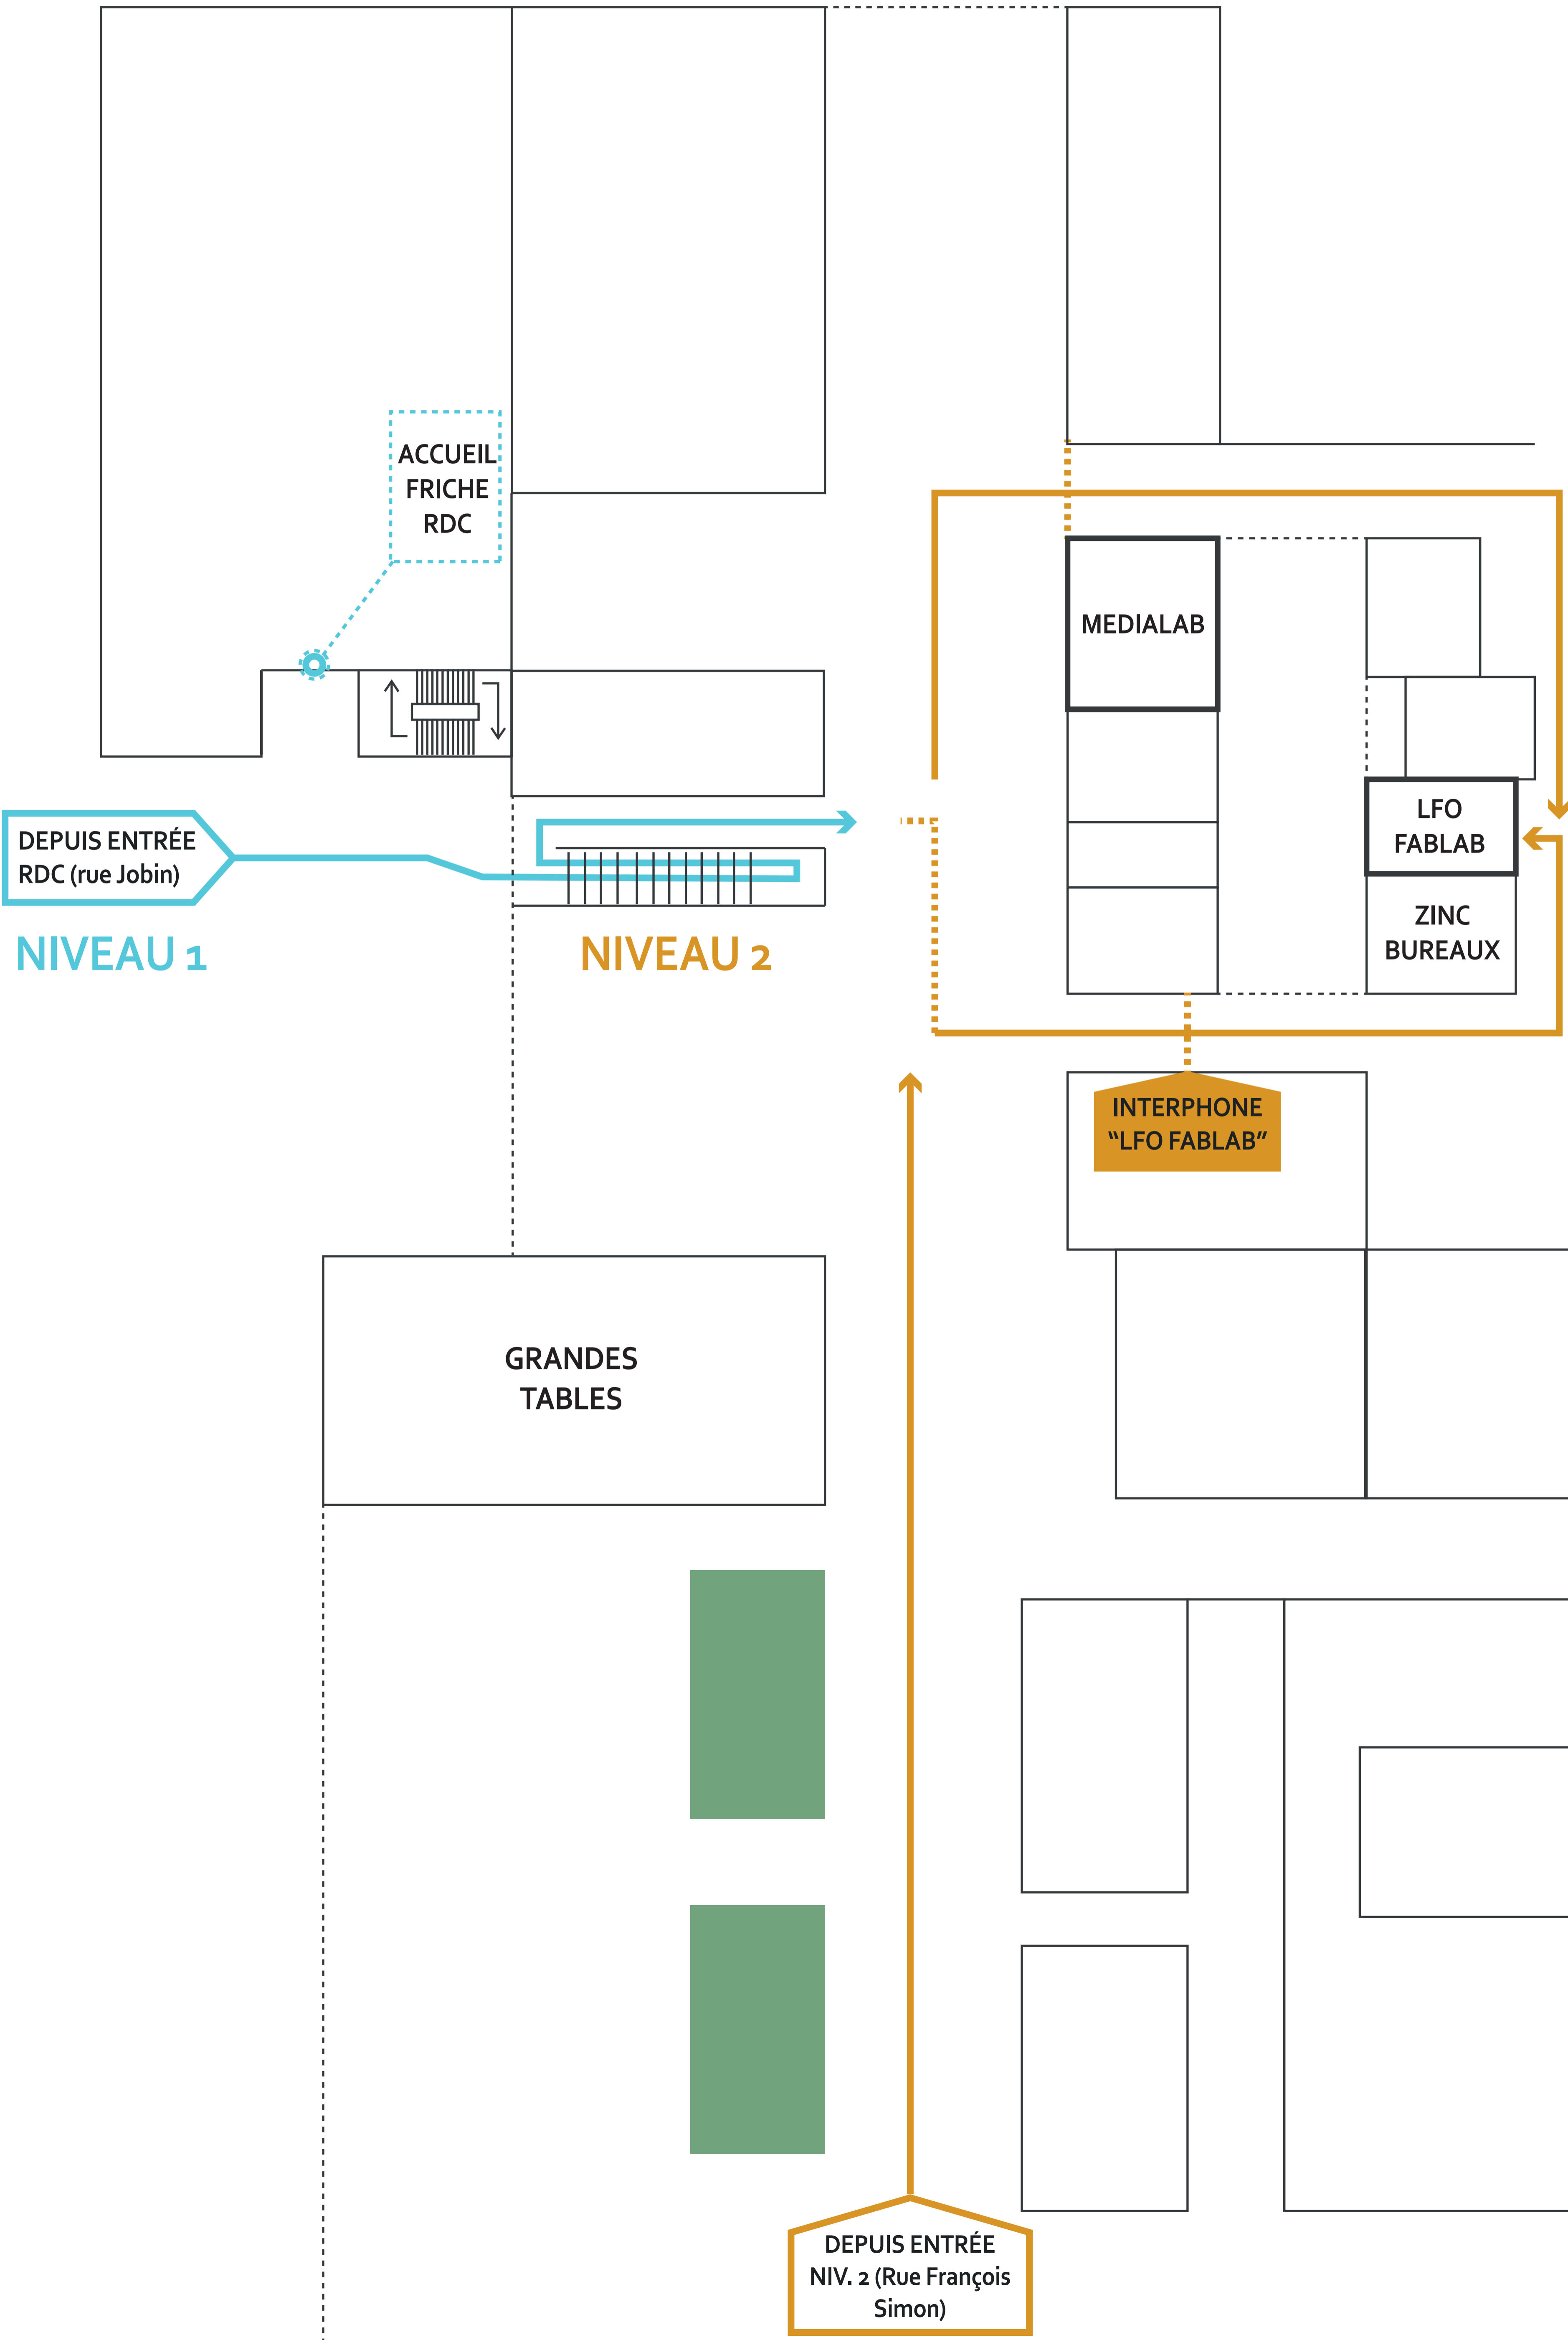 ACCUEIL
FRICHE
RDC
MEDIALAB
LFO
FABLAB
DEPUIS ENTRÉE
RDC (rue Jobin)
ZINC
BUREAUX
NIVEAU 1
NIVEAU 2
INTERPHONE
“LFO FABLAB”
GRANDES
TABLES
DEPUIS ENTRÉE
NIV. 2 (Rue François
Simon)